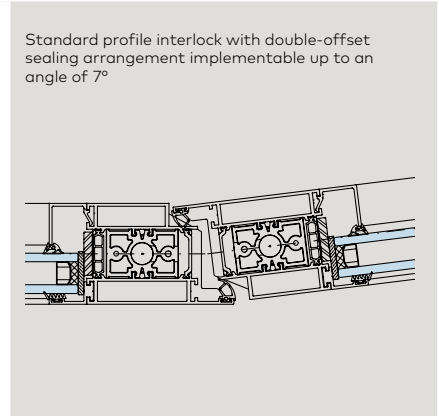 Standard profile interlock with double-offset
sealing arrangement implementable up to an
angle of 7°